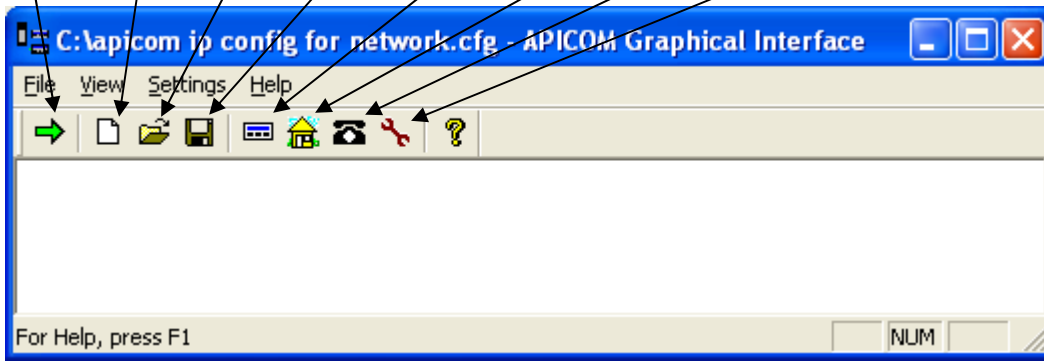 C:\apicom ip config for network.cfg - APICOM Graphical Interface
File View Settings Help
For Help, press F1
NUM